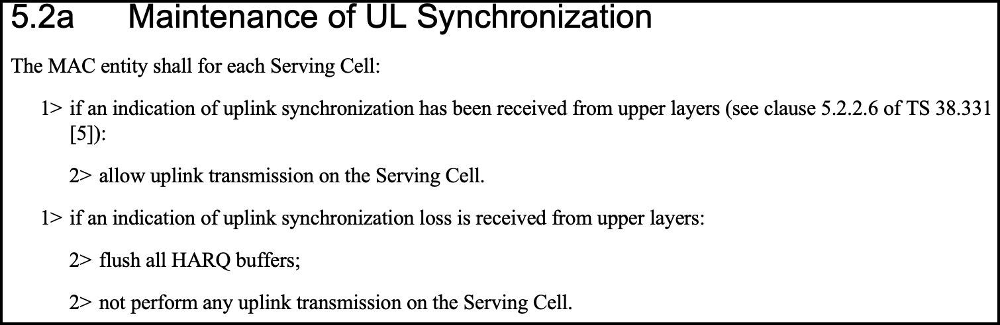 5.2a Maintenance of UL Synchronization
The MAC entity shall for each Serving Cell:
1> if an indication of uplink synchronization has been received from upper layers (see clause 5.2.2.6 of TS 38.331
[5]):
2> allow uplink transmission on the Serving Cell.
1> if an indication of uplink synchronization loss is received from upper layers:
2> flush all HARQ buffers;
2> not perform any uplink transmission on the Serving Cell.